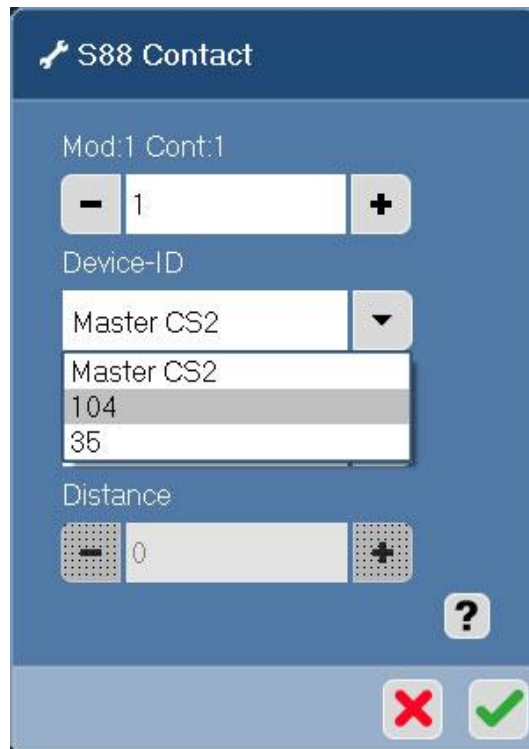 S88 Contact
Mod:1 Cont:1
1
Device-ID
Master CS2
Master CS2
104
35
Distance
0
?